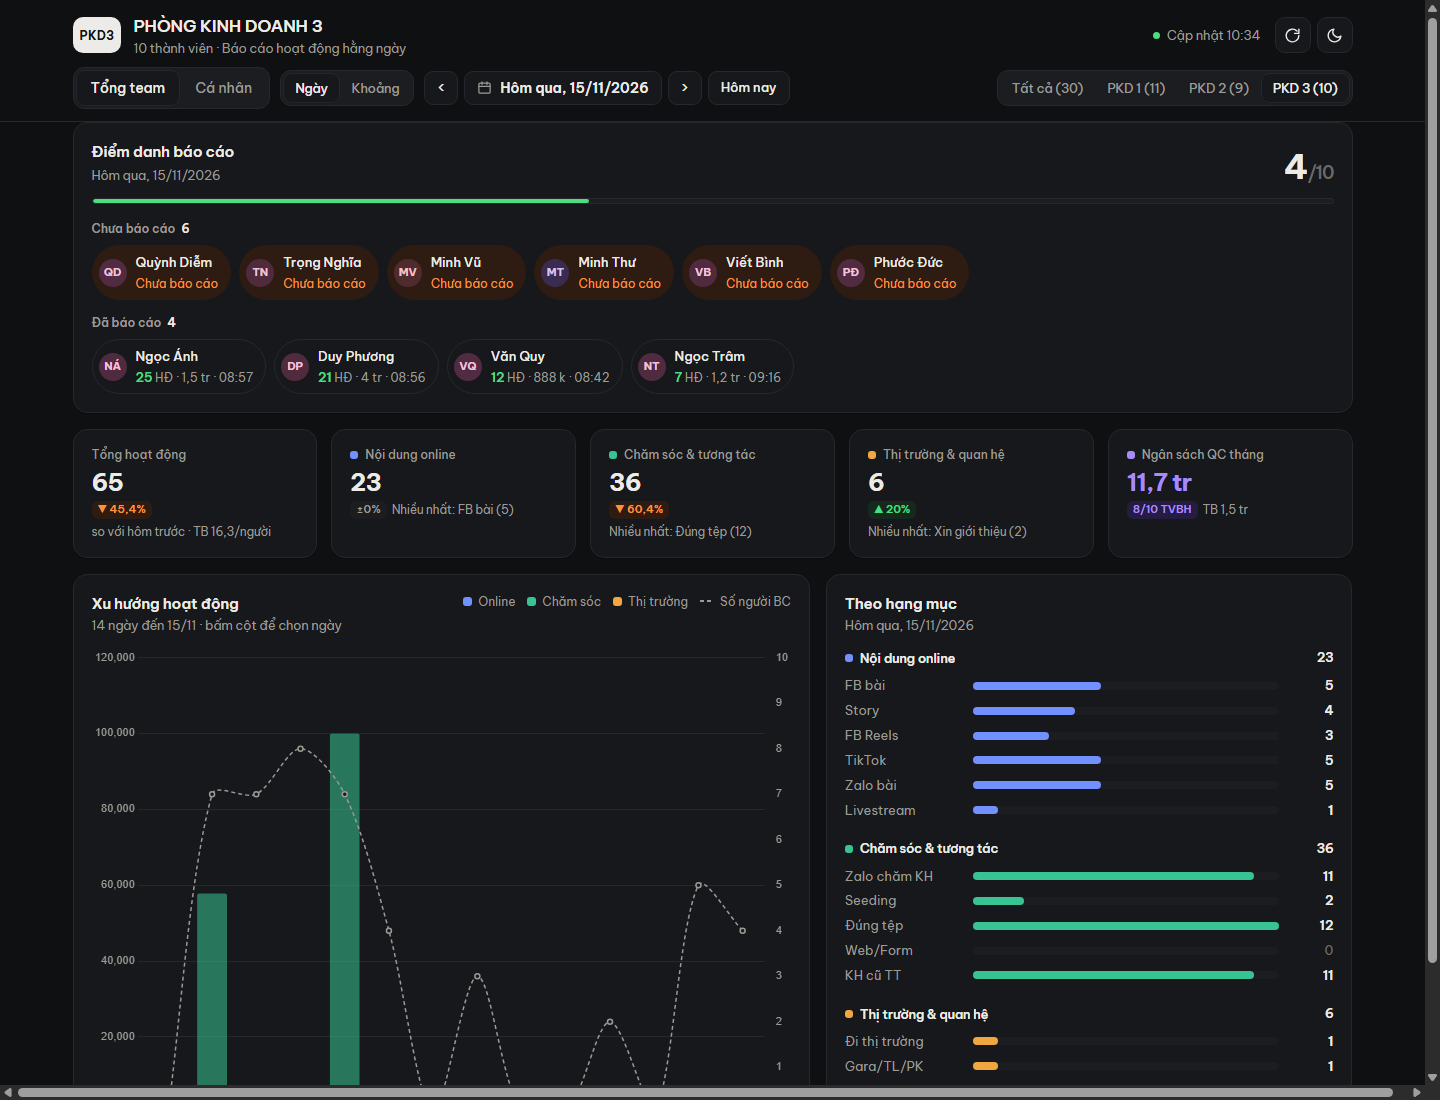 PKD3
PHÒNG KINH DOANH 3
10 thành viên · Báo cáo hoạt động hằng ngày
Cập nhật 10:34
Tổng team
Cá nhân
Ngày
Khoảng
Hôm qua, 15/11/2026
Hôm nay
Tất cả (30)
PKD 1 (11)
PKD 2 (9)
PKD 3 (10)
Điểm danh báo cáo
Hôm qua, 15/11/2026
4/10
Chưa báo cáo 6
QD
Quỳnh Diễm
Chưa báo cáo
TN
Trọng Nghĩa
Chưa báo cáo
MV
Minh Vũ
Chưa báo cáo
MT
Minh Thư
Chưa báo cáo
VB
Viết Bình
Chưa báo cáo
PĐ
Phước Đức
Chưa báo cáo
Đã báo cáo 4
NÁ
Ngọc Ánh
25 HĐ · 1,5 tr · 08:57
DP
Duy Phương
21 HĐ · 4 tr · 08:56
VQ
Văn Quy
12 HĐ · 888 k · 08:42
NT
Ngọc Trâm
7 HĐ · 1,2 tr · 09:16
Tổng hoạt động
65
▼ 45,4%
so với hôm trước · TB 16,3/người
Nội dung online
23
±0% Nhiều nhất: FB bài (5)
Chăm sóc & tương tác
36
▼ 60,4%
Nhiều nhất: Đúng tệp (12)
Thị trường & quan hệ
6
▲ 20%
Nhiều nhất: Xin giới thiệu (2)
Ngân sách QC tháng
11,7 tr
8/10 TVBH TB 1,5 tr
Xu hướng hoạt động
14 ngày đến 15/11 · bấm cột để chọn ngày
Online
Chăm sóc
Thị trường
Số người BC
120,000
100,000
80,000
60,000
40,000
20,000
10
9
8
7
6
5
4
3
2
1
Theo hạng mục
Hôm qua, 15/11/2026
Nội dung online 23
FB bài 5
Story 4
FB Reels 3
TikTok 5
Zalo bài 5
Livestream 1
Chăm sóc & tương tác 36
Zalo chăm KH 11
Seeding 2
Đúng tệp 12
Web/Form 0
KH cũ TT 11
Thị trường & quan hệ 6
Đi thị trường 1
Gara/TL/PK 1